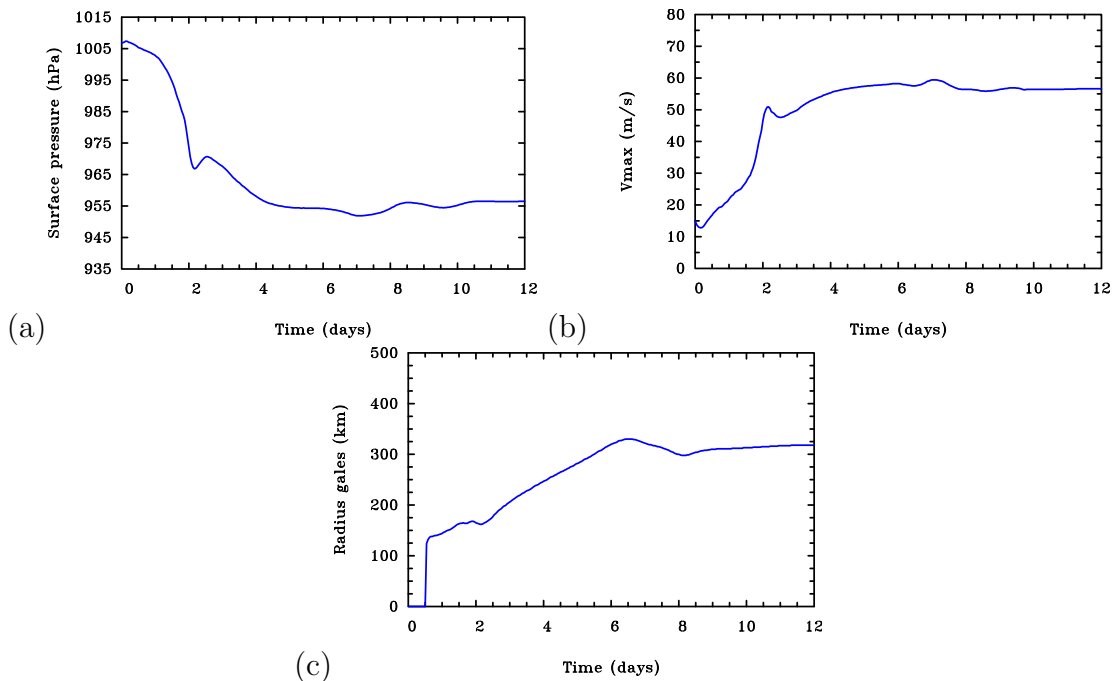 Surface pressure (hPa)
1015
1005
995
985
975
965
955
945
935
0 2 4 6 8 10 12
Time (days)
(a)
Vmax (m/s)
80
70
60
50
40
30
20
10
0
0 2 4 6 8 10 12
Time (days)
(b)
Radius gales (km)
500
400
300
200
100
0
0 2 4 6 8 10 12
Time (days)
(c)